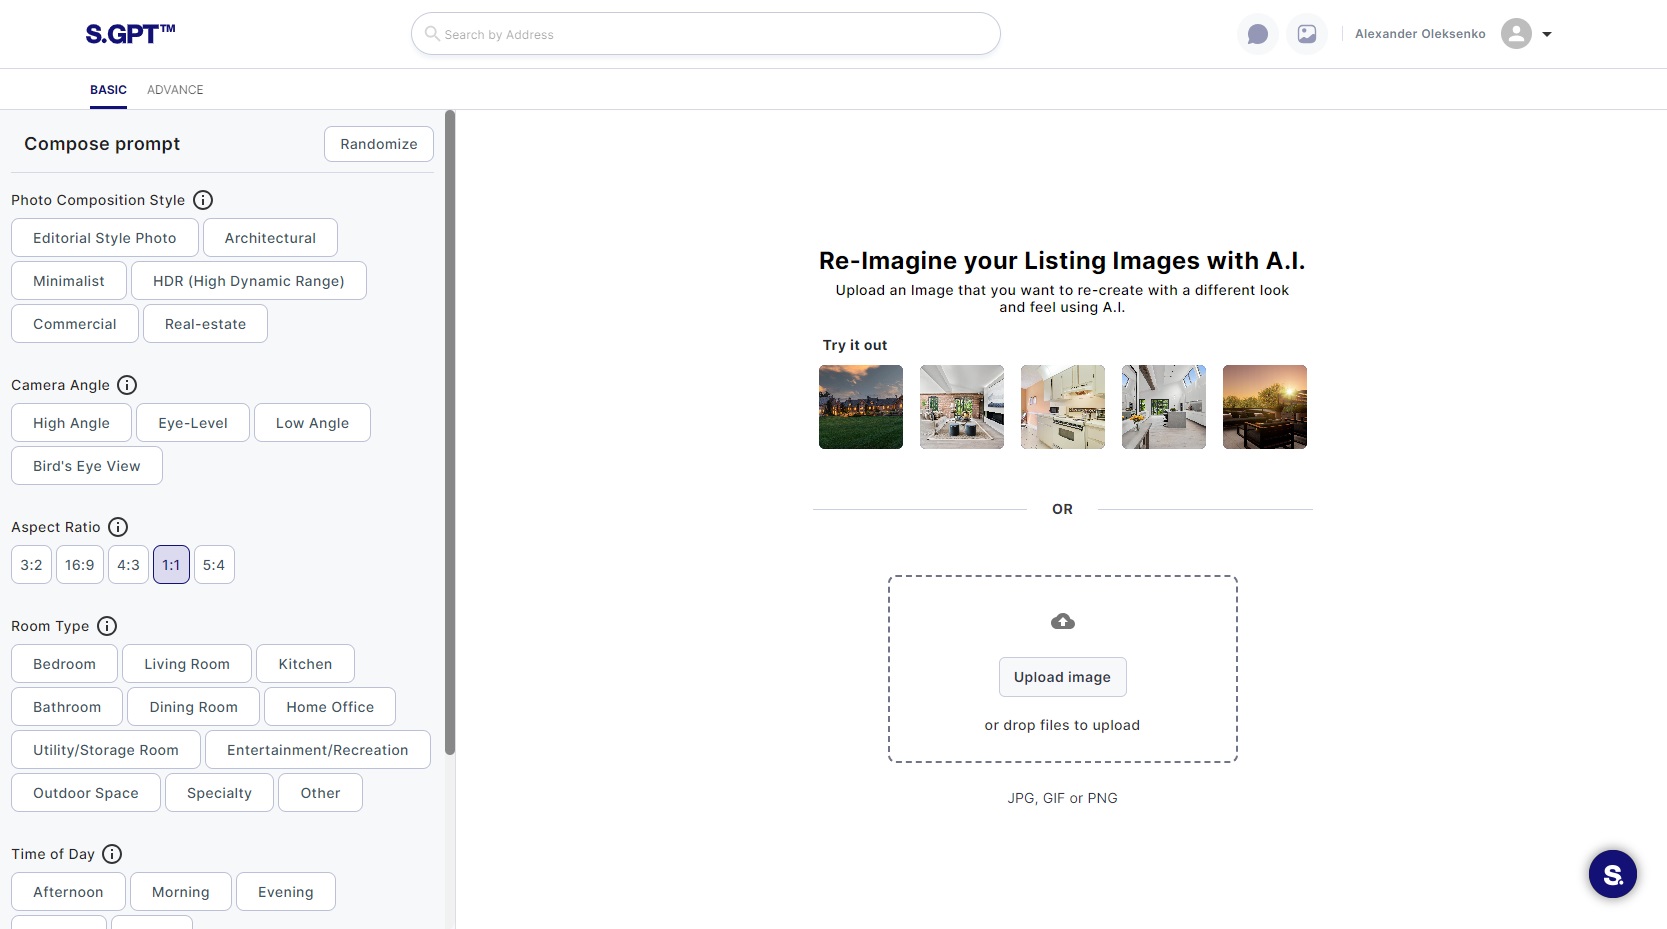 S.GPT™
Search by Address
Alexander Oleksenko
BASIC
ADVANCE
Compose prompt
Randomize
Photo Composition Style
Editorial Style Photo
Architectural
Minimalist
HDR (High Dynamic Range)
Commercial
Real-estate
Camera Angle
High Angle
Eye-Level
Low Angle
Bird's Eye View
Aspect Ratio
3:2
16:9
4:3
1:1
5:4
Room Type
Bedroom
Living Room
Kitchen
Bathroom
Dining Room
Home Office
Utility/Storage Room
Entertainment/Recreation
Outdoor Space
Specialty
Other
Time of Day
Afternoon
Morning
Evening
Re-Imagine your Listing Images with A.I.
Upload an Image that you want to re-create with a different look
and feel using A.I.
Try it out
OR
Upload image
or drop files to upload
JPG, GIF or PNG
S.